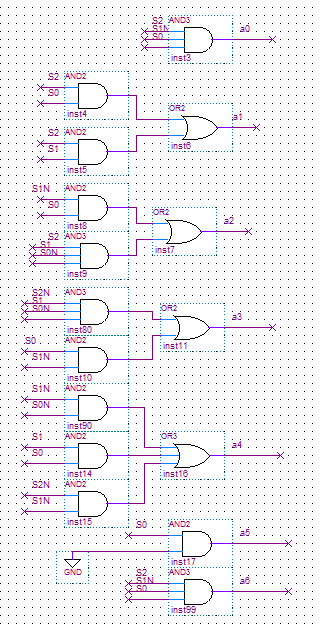 S2 AND3 a0
S1N
S0
inst3
S2 AND2
S0
inst4
OR2 a1
inst6
S2 AND2
S1
inst5
S1N AND2
S0
inst8
OR2 a2
inst7
S2 AND3
S1
S0N
inst9
S2N AND3
S1
S0N
inst80
OR2 a3
inst11
S0 AND2
S1N
inst10
S1N AND2
S0N
inst90
S1 AND2
S0
inst14
OR3 a4
inst16
S2N AND2
S1N
inst15
S0 AND2 a5
inst17
GND
S2 AND3 a6
S1N
S0
inst99